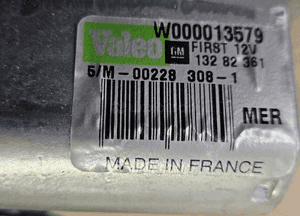 W000013579
Valeo GM FIRST 12V
132 82 361
5/M-00228 308-1
MER
MADE IN FRANCE